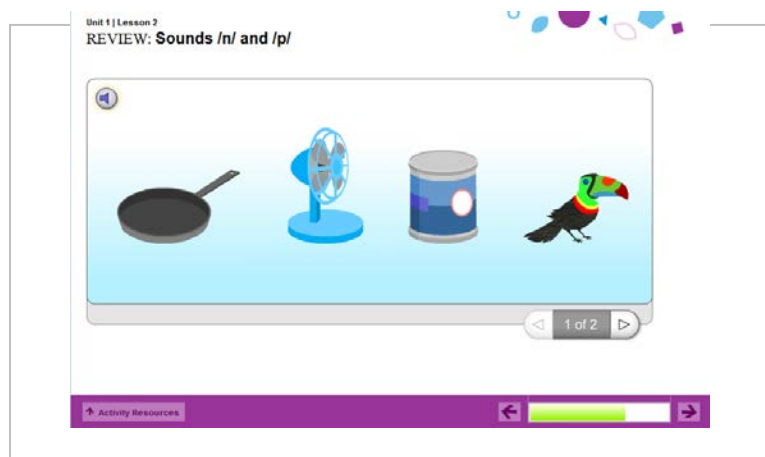 Unit 1 | Lesson 2
REVIEW: Sounds /n/ and /p/
1 of 2
Activity Resources